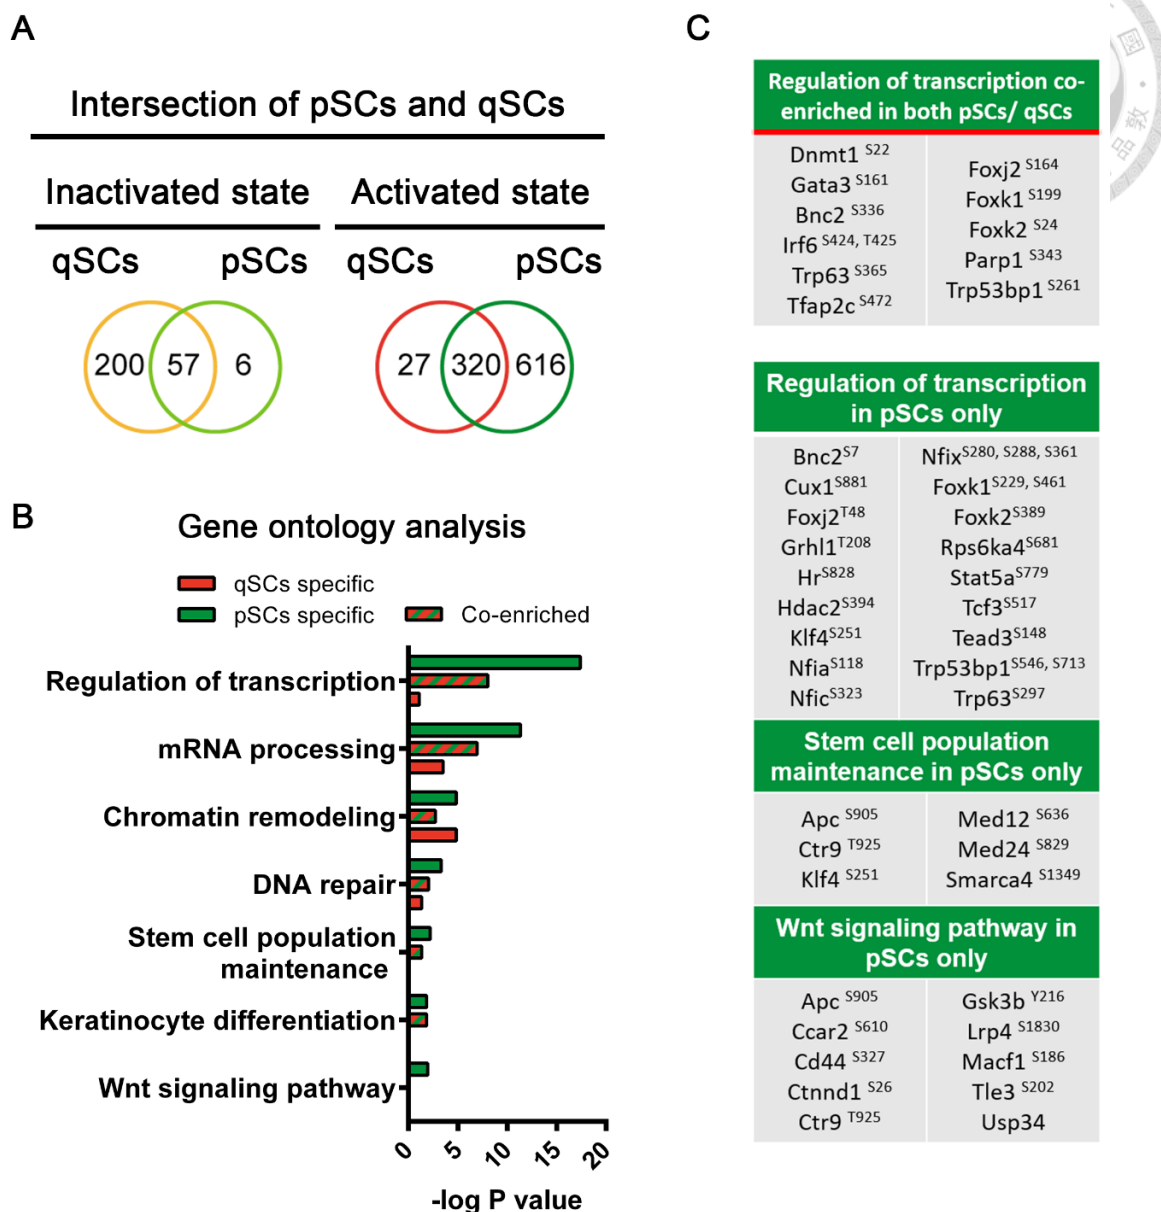 A
Intersection of pSCs and qSCs
Inactivated state
Activated state
qSCs
pSCs
qSCs
pSCs
200
57
6
27
320
616
B
Gene ontology analysis
qSCs specific
pSCs specific
Co-enriched
Regulation of transcription
mRNA processing
Chromatin remodeling
DNA repair
Stem cell population
maintenance
Keratinocyte differentiation
Wnt signaling pathway
0
5
10
15
20
-log P value
C
Regulation of transcription co-
enriched in both pSCs/ qSCs
Dnmt1 S22
Gata3 S161
Bnc2 S336
Irf6 S424, T425
Trp63 S365
Tfap2c S472
Foxj2 S164
Foxk1 S199
Foxk2 S24
Parp1 S343
Trp53bp1 S261
Regulation of transcription
in pSCs only
Bnc2S7
Cux1S881
Foxj2T48
Grhl1T208
HrS828
Hdac2S394
Klf4S251
NfiaS118
NficS323
NfixS280, S288, S361
Foxk1S229, S461
Foxk2S389
Rps6ka4S681
Stat5aS779
Tcf3S517
Tead3S148
Trp53bp1S546, S713
Trp63S297
Stem cell population
maintenance in pSCs only
Apc S905
Ctr9 T925
Klf4 S251
Med12 S636
Med24 S829
Smarca4 S1349
Wnt signaling pathway in
pSCs only
Apc S905
Ccar2 S610
Cd44 S327
Ctnnd1 S26
Ctr9 T925
Gsk3b Y216
Lrp4 S1830
Macf1 S186
Tle3 S202
Usp34
國
教
品